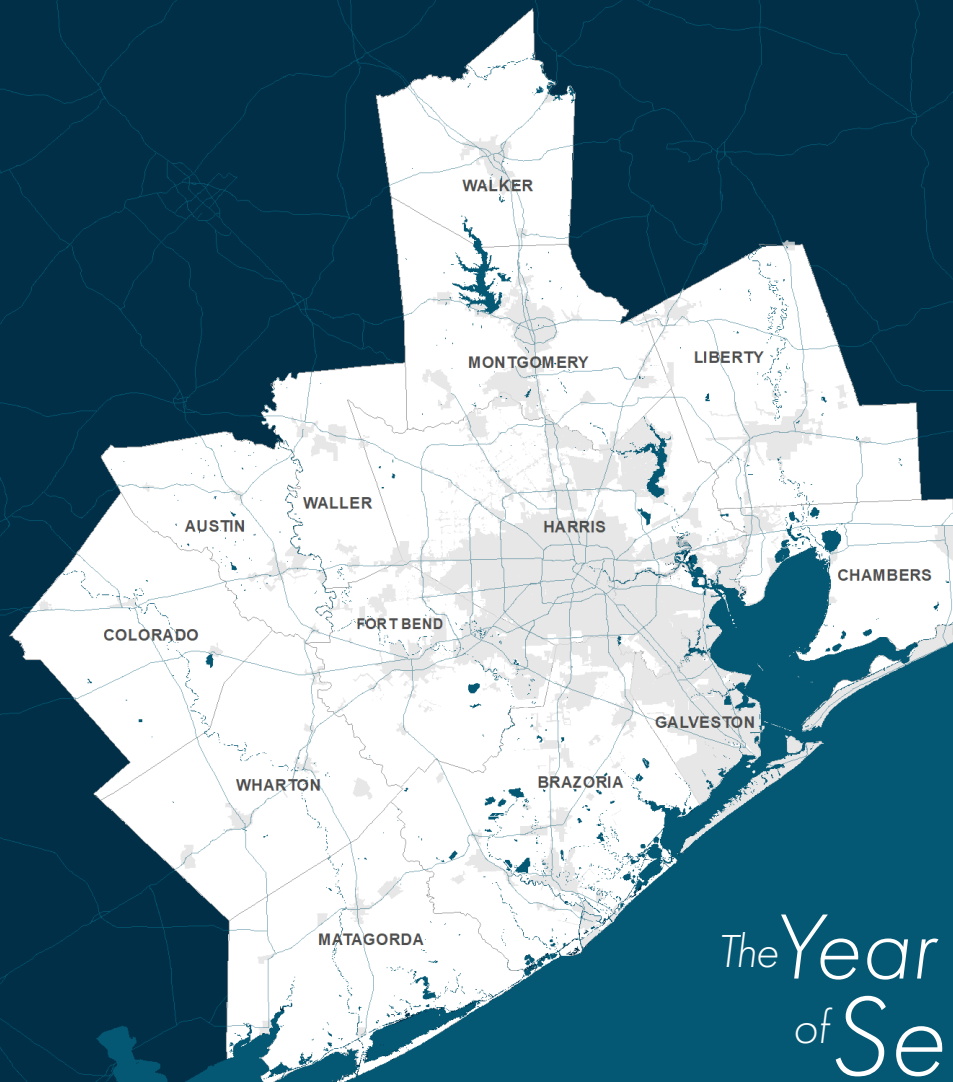 WALKER
MONTGOMERY
LIBERTY
WALLER
AUSTIN
HARRIS
CHAMBERS
FORT BEND
COLORADO
GALVESTON
WHARTON
BRAZORIA
MATAGORDA
The Year
of Se